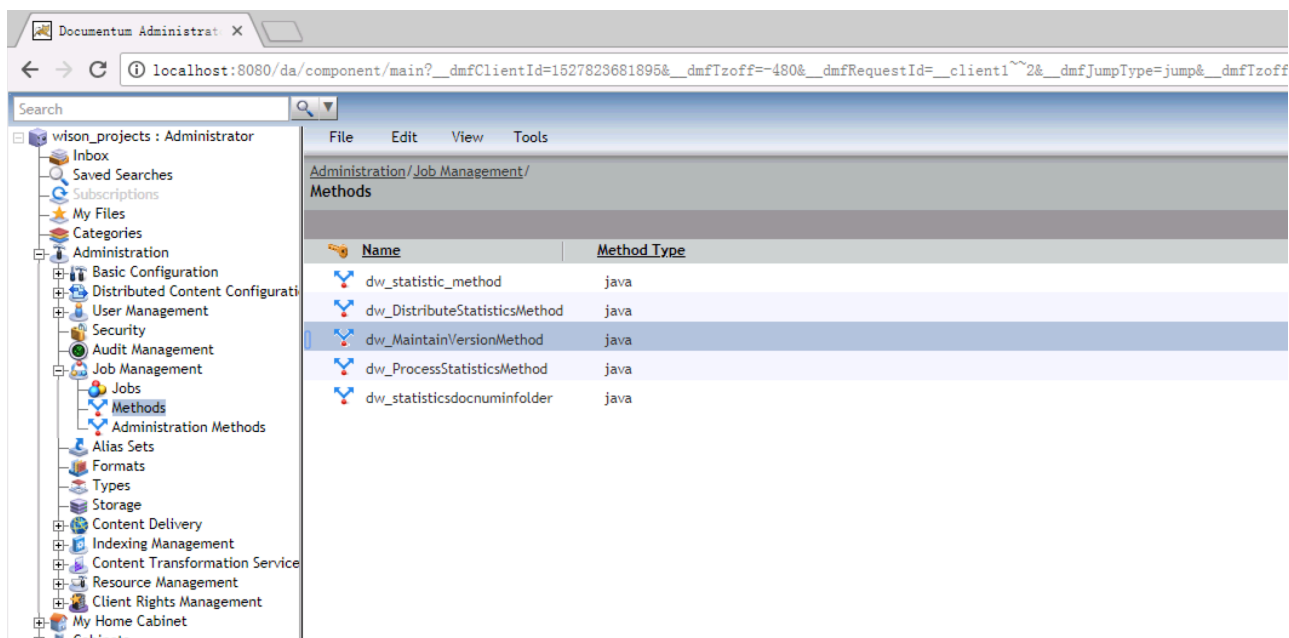 Documentum Administrat
localhost:8080/da/component/main?__dmfClientId=1527823681895&__dmfTzoff=-480&__dmfRequestId=__client1~~2&__dmfJumpType=jump&__dmfTzoff
Search
wison_projects : Administrator
Inbox
Saved Searches
Subscriptions
My Files
Categories
Administration
Basic Configuration
Distributed Content Configurati
User Management
Security
Audit Management
Job Management
Jobs
Methods
Administration Methods
Alias Sets
Formats
Types
Storage
Content Delivery
Indexing Management
Content Transformation Service
Resource Management
Client Rights Management
My Home Cabinet
File Edit View Tools
Administration/Job Management/
Methods
Name Method Type
dw_statistic_method java
dw_DistributeStatisticsMethod java
dw_MaintainVersionMethod java
dw_ProcessStatisticsMethod java
dw_statisticsdocnuminfolder java